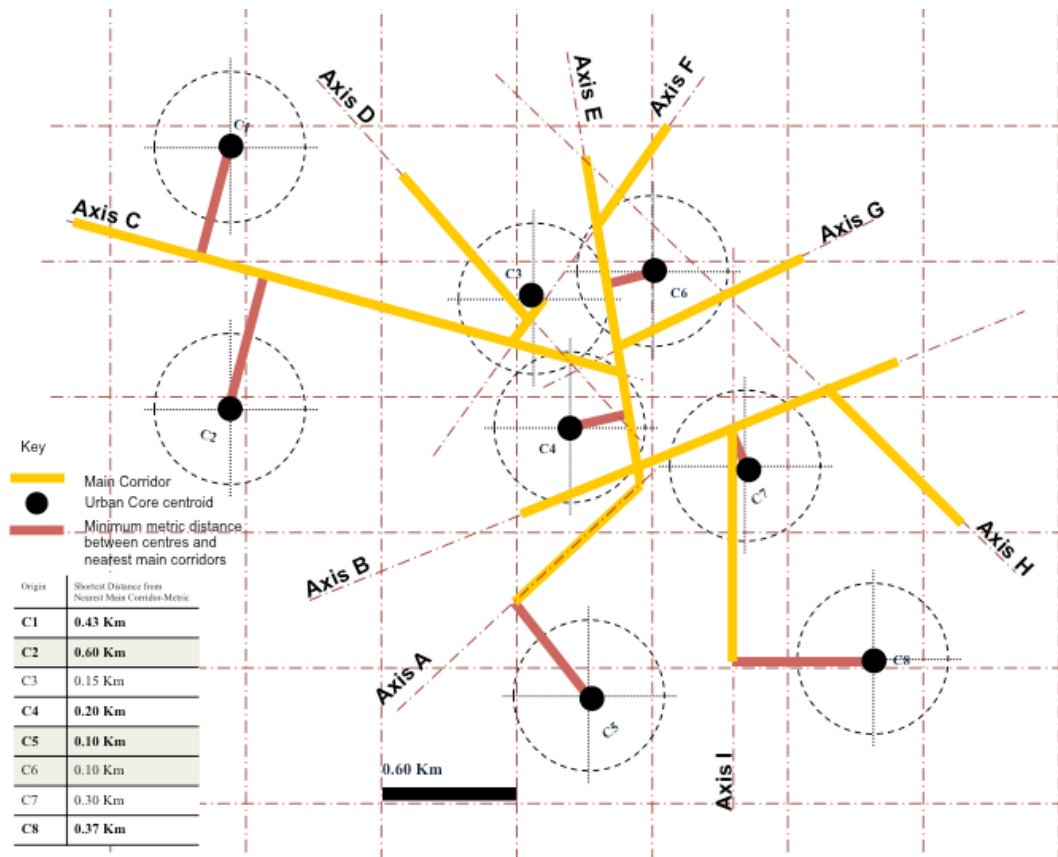 Axis D
Axis E
Axis F
C1
Axis C
Axis G
C3
C6
C2
C4
Key
Main Corridor
Urban Core centroid
Minimum metric distance
between centres and
nearest main corridors
C7
Axis B
Axis H
Origin
Shortest Distance from
Nearest Main Corridor-Metric
C1 0.43 Km
C2 0.60 Km
C3 0.15 Km
C4 0.20 Km
C5 0.10 Km
C6 0.10 Km
C7 0.30 Km
C8 0.37 Km
Axis A
C8
C5
Axis I
0.60 Km